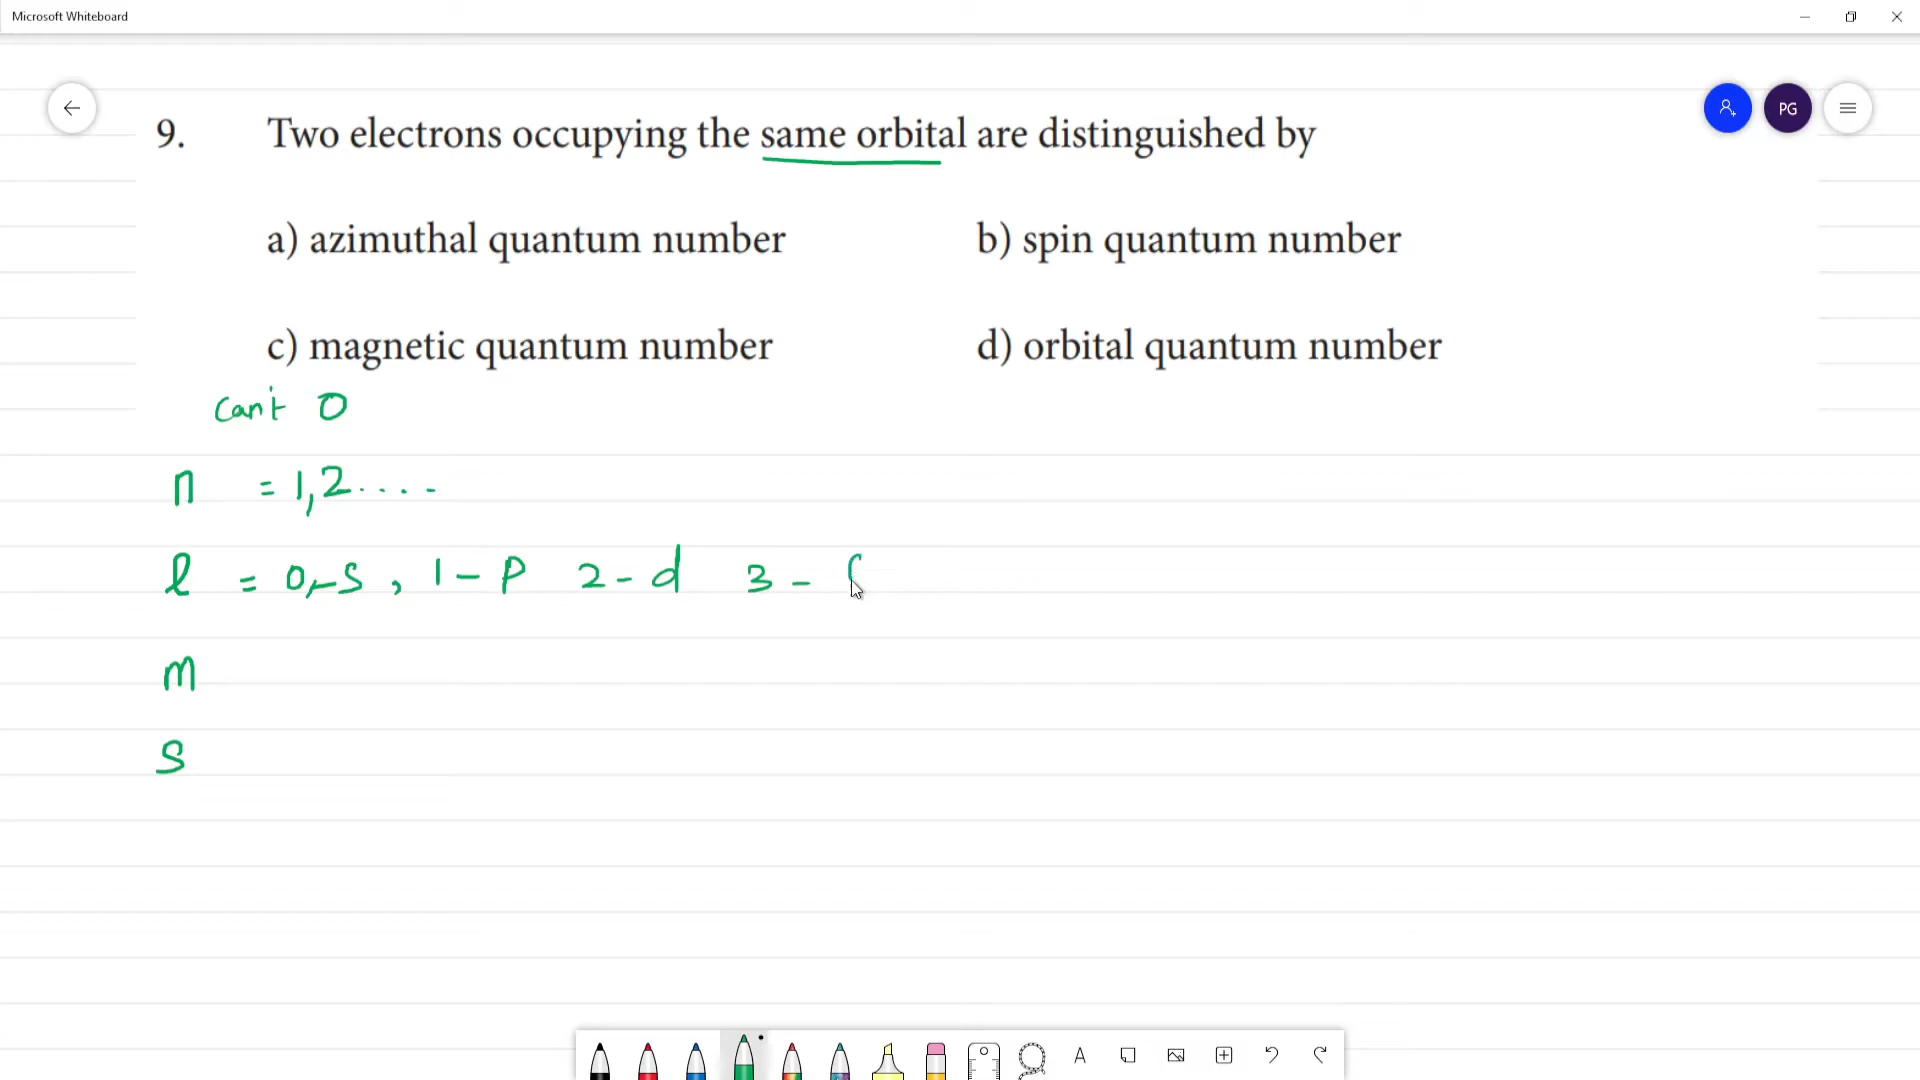 Microsoft Whiteboard
PG
9. Two electrons occupying the same orbital are distinguished by
a) azimuthal quantum number b) spin quantum number
c) magnetic quantum number d) orbital quantum number
Can't 0
n = 1,2....
l = 0,-s, 1-p 2-d 3-
m
s
A